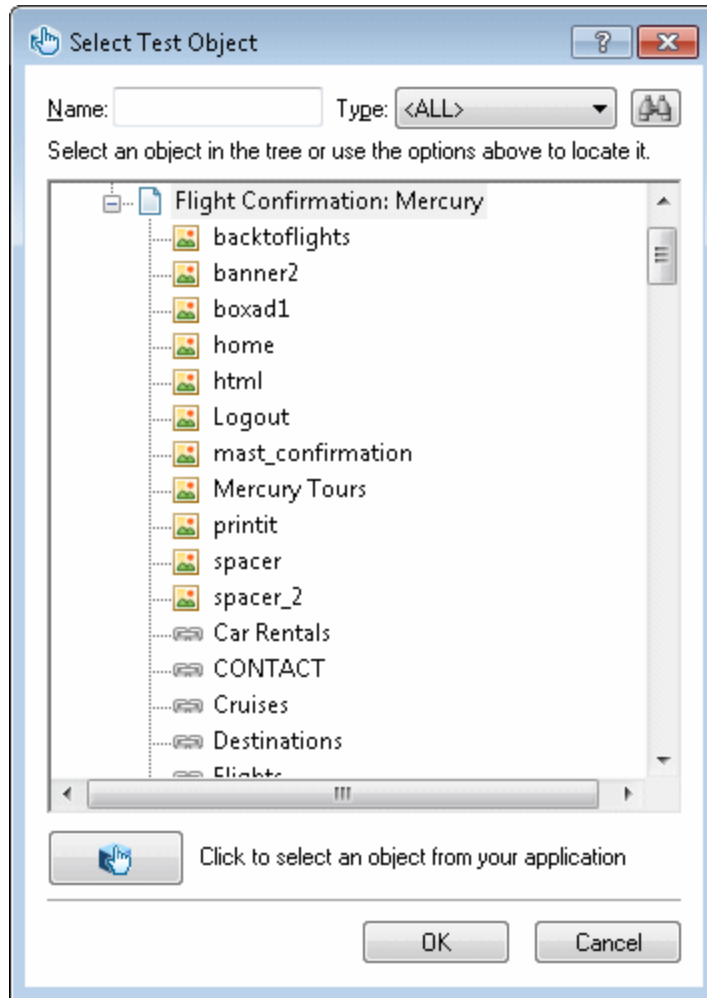 Select Test Object
Name: Type: <ALL>
Select an object in the tree or use the options above to locate it.
Flight Confirmation: Mercury
backtoflights
banner2
boxad1
home
html
Logout
mast_confirmation
Mercury Tours
printit
spacer
spacer_2
Car Rentals
CONTACT
Cruises
Destinations
Flights
Click to select an object from your application
OK Cancel